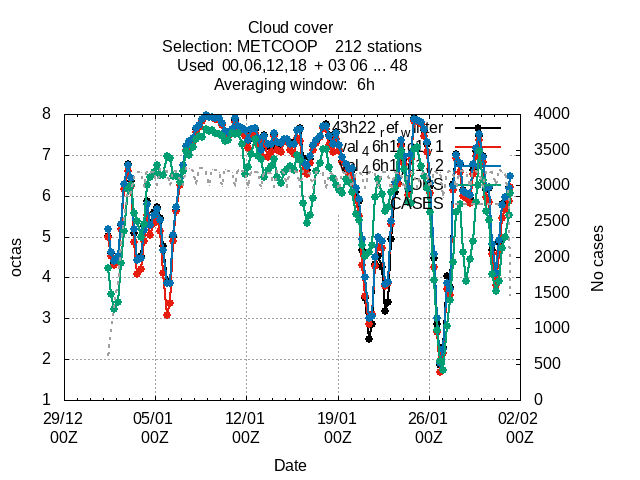 Cloud cover
Selection: METCOOP 212 stations
Used 00,06,12,18 + 03 06 ... 48
Averaging window: 6h
8
7
6
5
4
3
2
1
octas
4000
3500
3000
2500
2000
1500
1000
500
0
No cases
OBS
CASES
29/12 05/01 12/01 19/01 26/01 02/02
00Z 00Z 00Z 00Z 00Z 00Z
Date